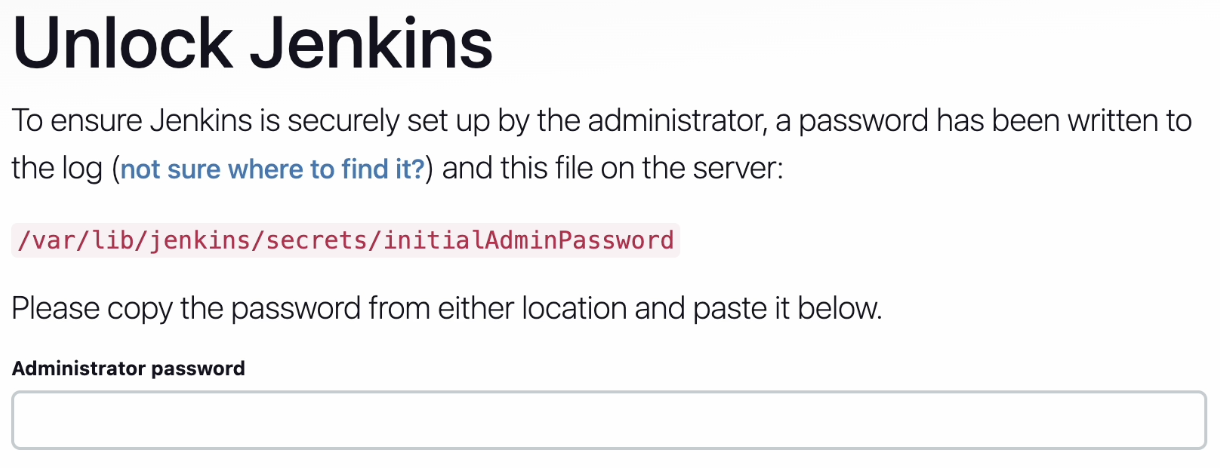 Unlock Jenkins
To ensure Jenkins is securely set up by the administrator, a password has been written to
the log (not sure where to find it?) and this file on the server:
/var/lib/jenkins/secrets/initialAdminPassword
Please copy the password from either location and paste it below.
Administrator password